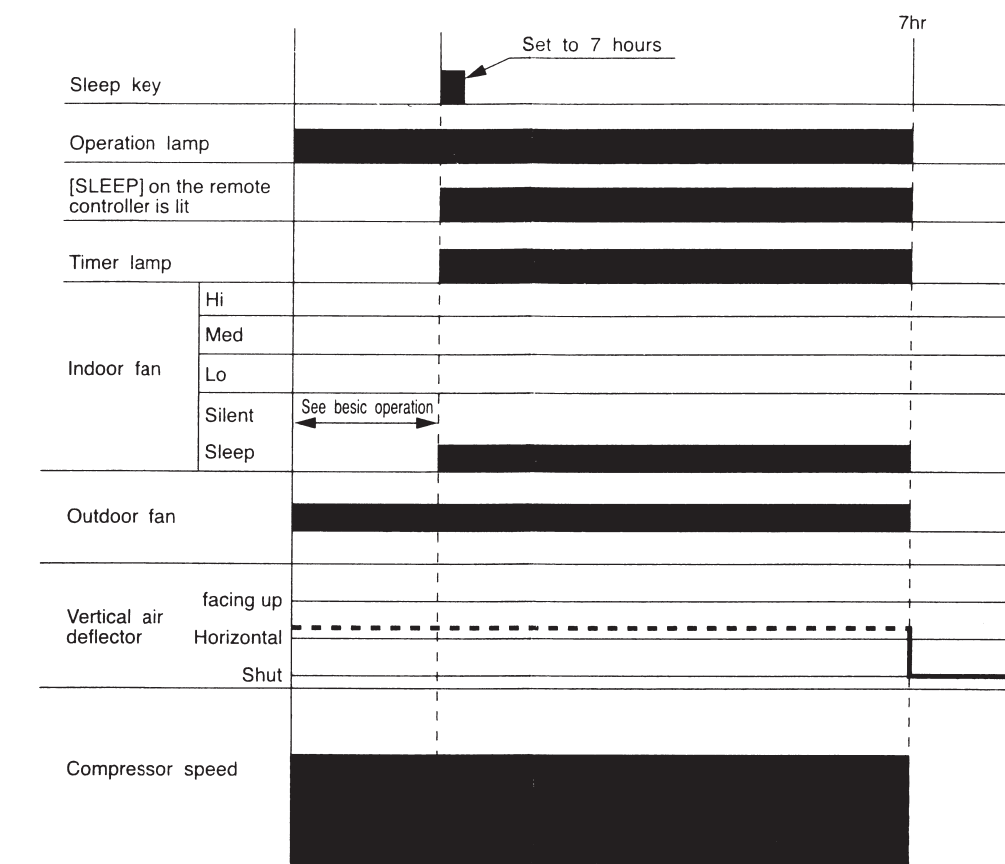 7hr
Set to 7 hours
Sleep key
Operation lamp
[SLEEP] on the remote
controller is lit
Timer lamp
Indoor fan
Hi
Med
Lo
Silent
See besic operation
Sleep
Outdoor fan
Vertical air
deflector
facing up
Horizontal
Shut
Compressor speed